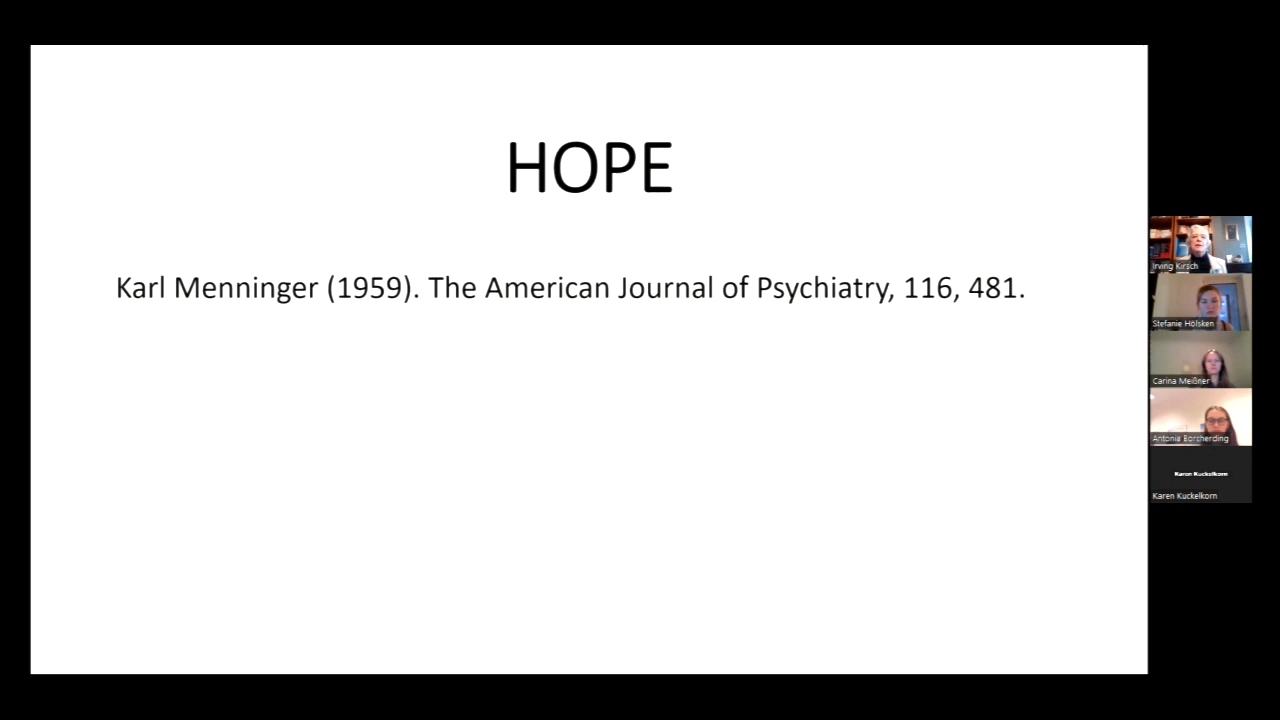 HOPE
Karl Menninger (1959). The American Journal of Psychiatry, 116, 481.
Irving Kirsch
Stefanie Hölsken
Carina Meißner
Antonia Borcherding
Karen Kuckelkorn
Karen Kuckelkorn